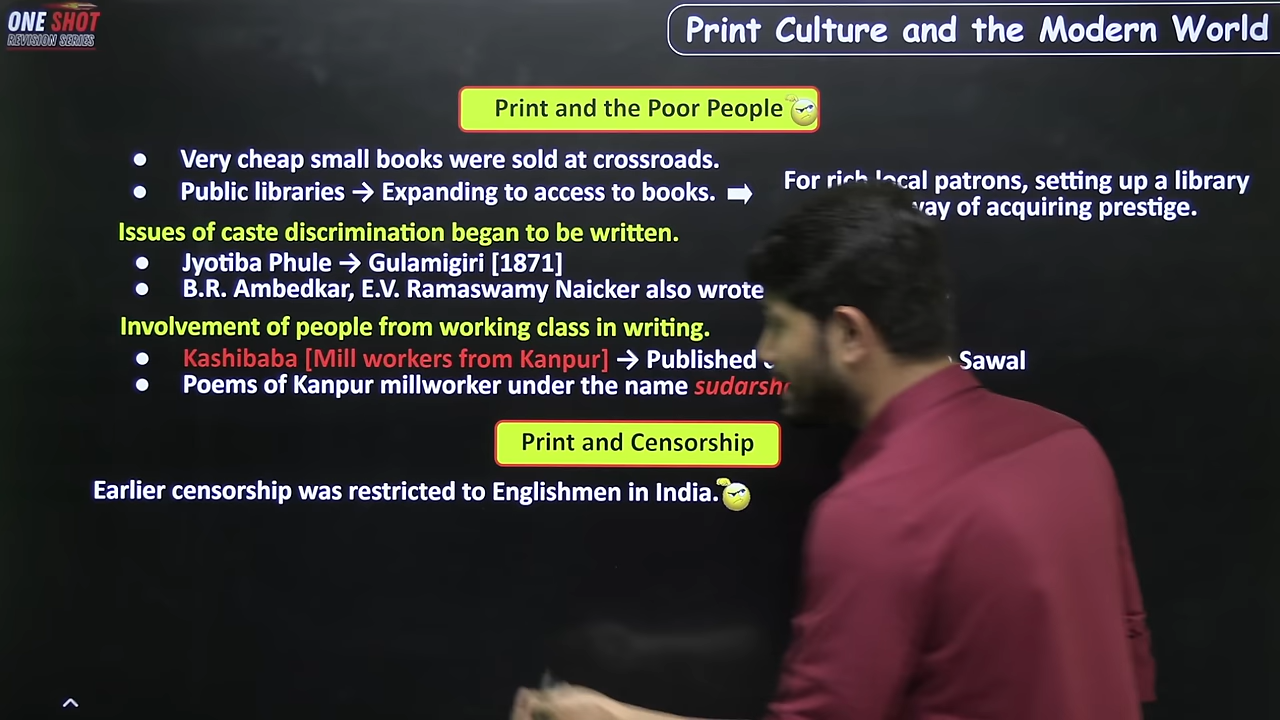 ONE SHOT
REVISION SERIES
Print Culture and the Modern World
Print and the Poor People
• Very cheap small books were sold at crossroads.
• Public libraries → Expanding to access to books. ➡ For rich local patrons, setting up a library
way of acquiring prestige.
Issues of caste discrimination began to be written.
• Jyotiba Phule → Gulamigiri [1871]
• B.R. Ambedkar, E.V. Ramaswamy Naicker also wrote
Involvement of people from working class in writing.
• Kashibaba [Mill workers from Kanpur] → Published Sawal
• Poems of Kanpur millworker under the name
Print and Censorship
Earlier censorship was restricted to Englishmen in India.